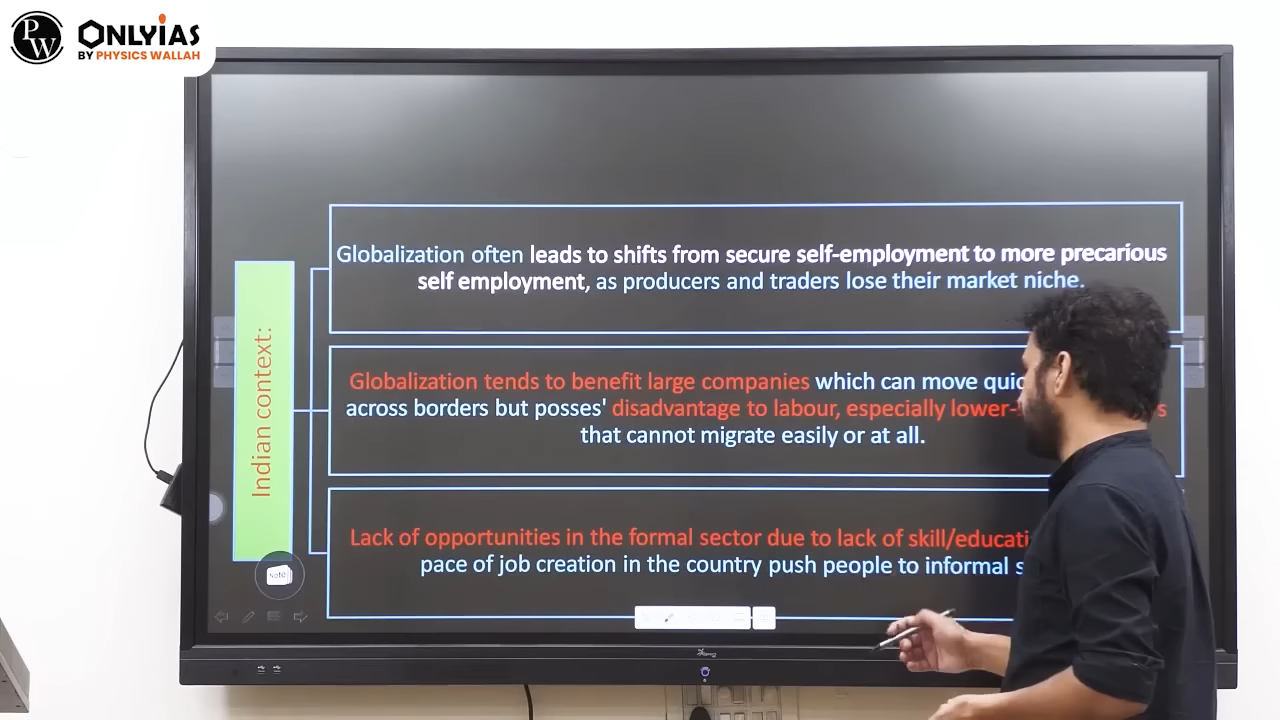 PW
ONLYIAS
BY PHYSICS WALLAH
Indian context:
Globalization often leads to shifts from secure self-employment to more precarious
self employment, as producers and traders lose their market niche.
Globalization tends to benefit large companies which can move
across borders but posses' disadvantage to labour, especially
that cannot migrate easily or at all.
Lack of opportunities in the formal sector due to lack of
pace of job creation in the country push people to informal
note